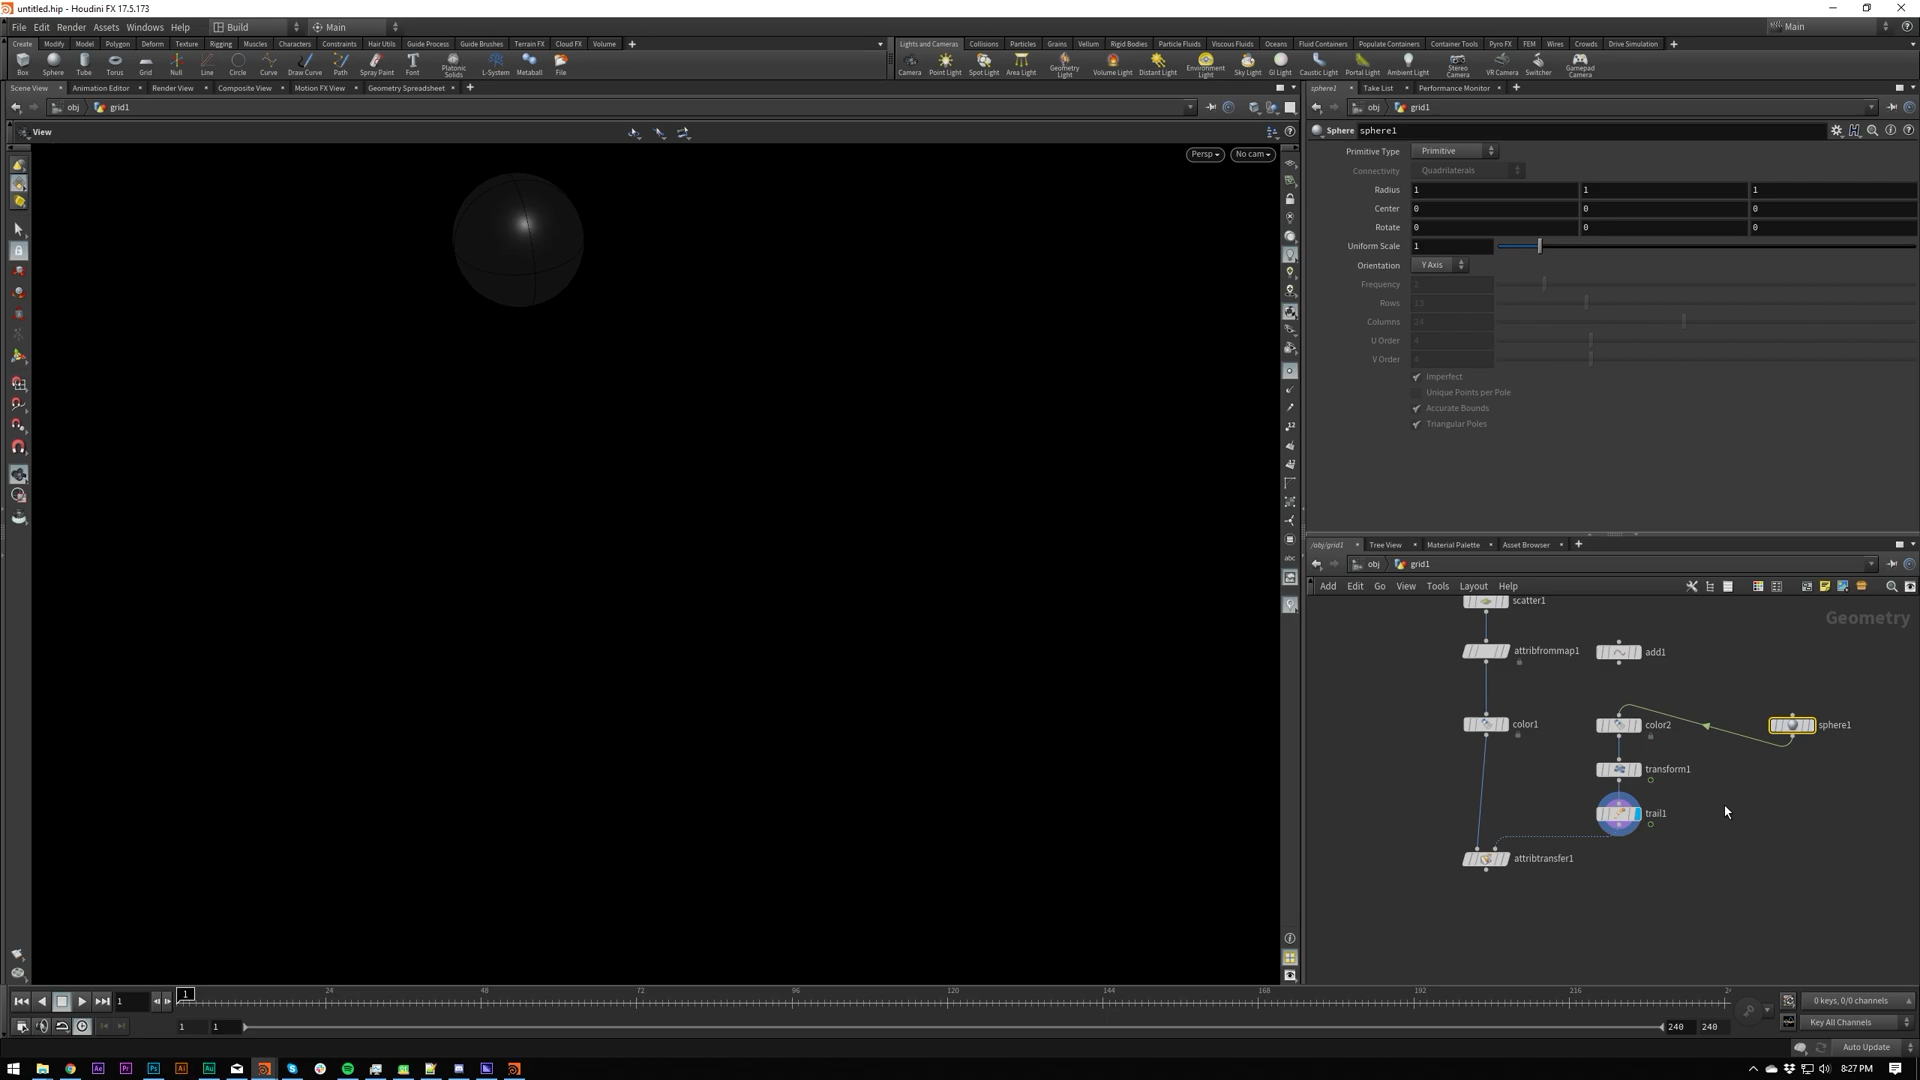 untitled.hip - Houdini FX 17.5.173
File Edit Render Assets Windows Help Build Main Main
Create Modify Model Polygon Deform Texture Rigging Muscles Characters Constraints Hair Utils Guide Process Guide Brushes Terrain FX Cloud FX Volume
Lights and Cameras Collisions Particles Grains Vellum Rigid Bodies Particle Fluids Viscous Fluids Oceans Fluid Containers Populate Containers Container Tools Pyro FX FEM Wires Crowds Drive Simulation
Box Sphere Tube Torus Grid Null Line Circle Curve Draw Curve Path Spray Paint Font Platonic Solids L-System Metaball File
Camera Point Light Spot Light Area Light Geometry Light Volume Light Distant Light Environment Light Sky Light GI Light Caustic Light Portal Light Ambient Light Stereo Camera VR Camera Switcher Gamepad Camera
Scene View Animation Editor Render View Composite View Motion FX View Geometry Spreadsheet
obj grid1
View
Persp No cam
abc
sphere1 Take List Performance Monitor
obj grid1
Sphere sphere1
Primitive Type Primitive
Connectivity Quadrilaterals
Radius 1 1 1
Center 0 0 0
Rotate 0 0 0
Uniform Scale 1
Orientation Y Axis
Frequency 2
Rows 13
Columns 24
U Order 4
V Order 4
Imperfect
Unique Points per Pole
Accurate Bounds
Triangular Poles
/obj/grid1 Tree View Material Palette Asset Browser
obj grid1
Add Edit Go View Tools Layout Help
Geometry
scatter1
attribfrommap1 add1
color1 color2 sphere1
transform1
trail1
attribtransfer1
1 1 24 48 72 96 120 144 168 192 216
0 keys, 0/0 channels
1 1 240 240
Key All Channels
Auto Update
8:27 PM